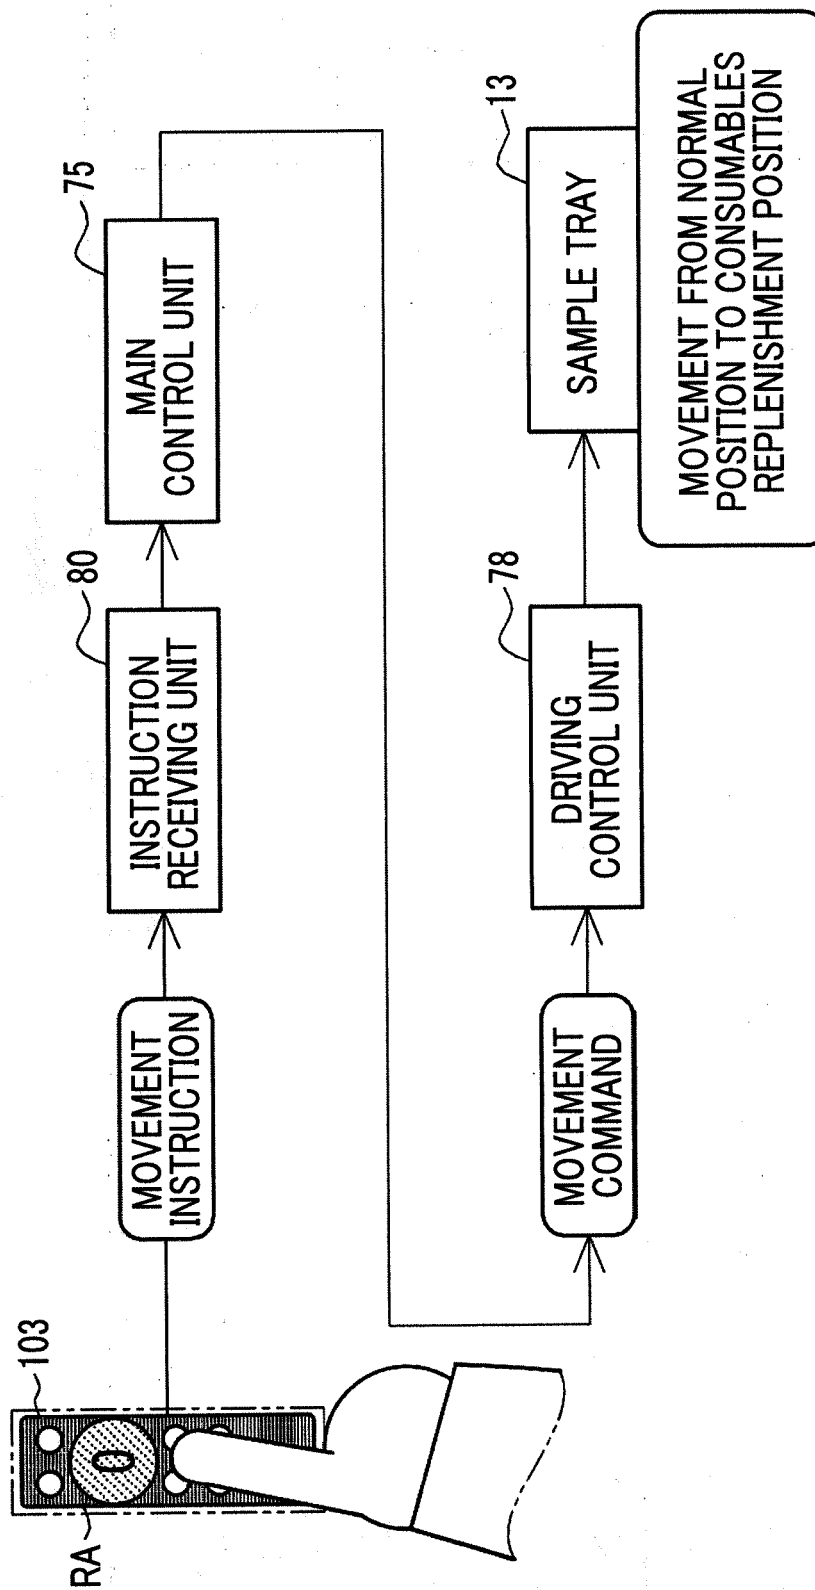 RA
103
0
MOVEMENT
INSTRUCTION
80
INSTRUCTION
RECEIVING UNIT
75
MAIN
CONTROL UNIT
MOVEMENT
COMMAND
78
DRIVING
CONTROL UNIT
13
SAMPLE TRAY
MOVEMENT FROM NORMAL
POSITION TO CONSUMABLES
REPLENISHMENT POSITION